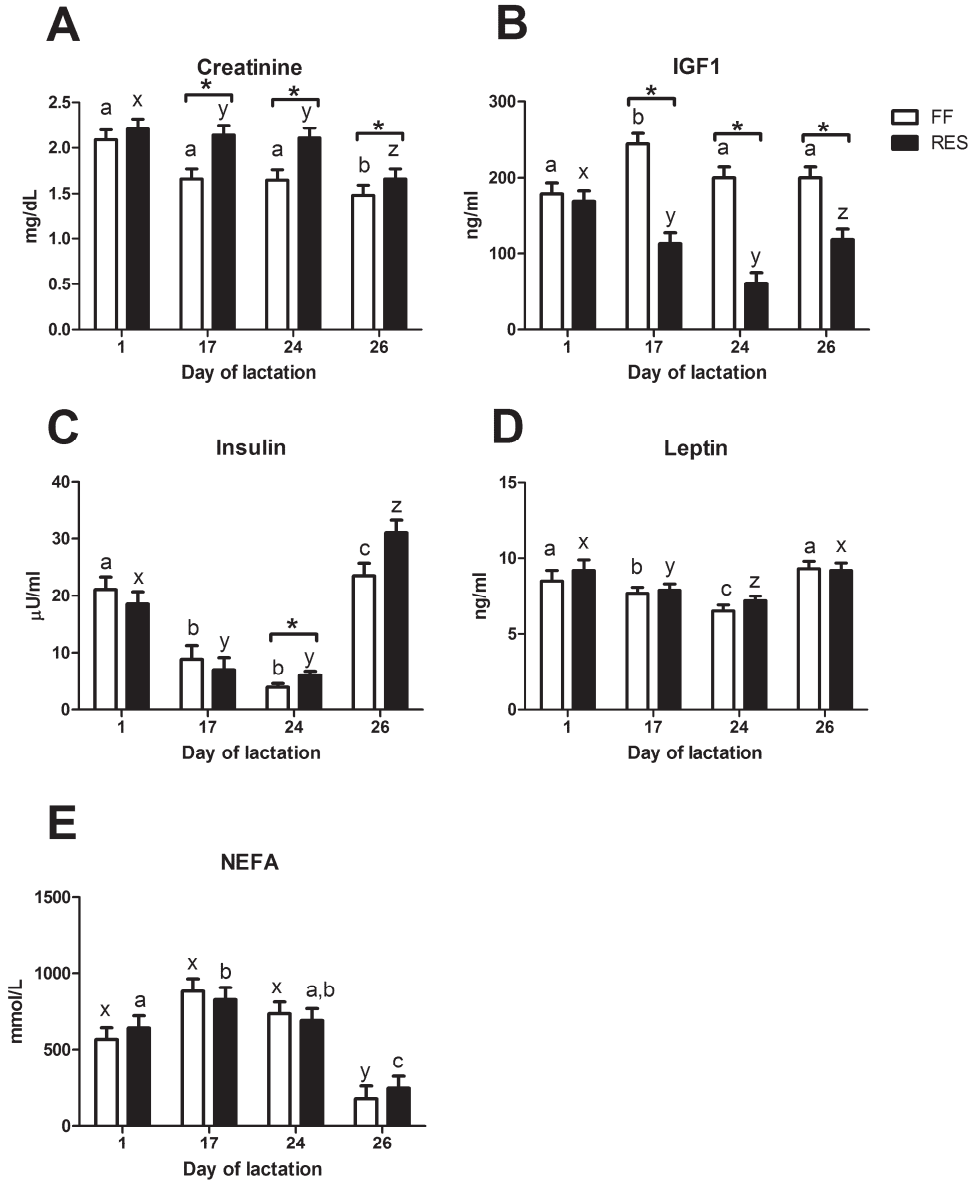 A
Creatinine
mg/dL
2.5
2.0
1.5
1.0
0.5
0.0
a x
* a y
* a y
* b z
1 17 24 26
Day of lactation
B
IGF1
ng/ml
300
200
100
0
a x
* b y
* a y
* a z
1 17 24 26
Day of lactation
FF
RES
C
Insulin
μU/ml
40
30
20
10
0
a x
b y
* b y
c z
1 17 24 26
Day of lactation
D
Leptin
ng/ml
15
10
5
0
a x
b y
c z
a x
1 17 24 26
Day of lactation
E
NEFA
mmol/L
1500
1000
500
0
x a
x b
x a,b
y c
1 17 24 26
Day of lactation